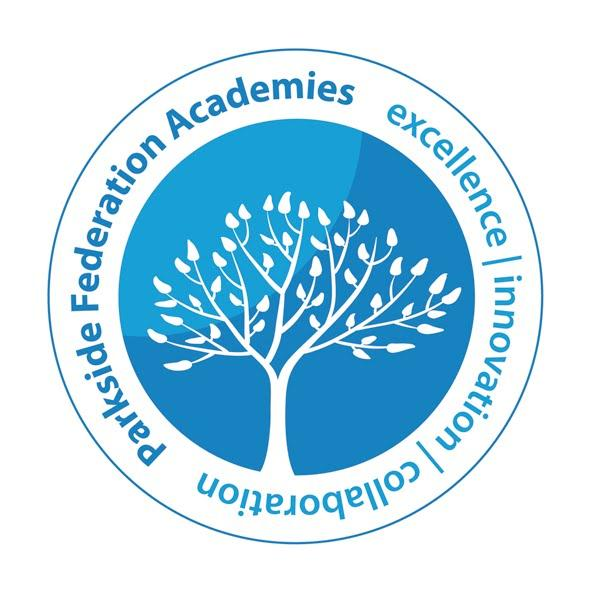 Parkside Federation Academies
excellence | innovation | collaboration